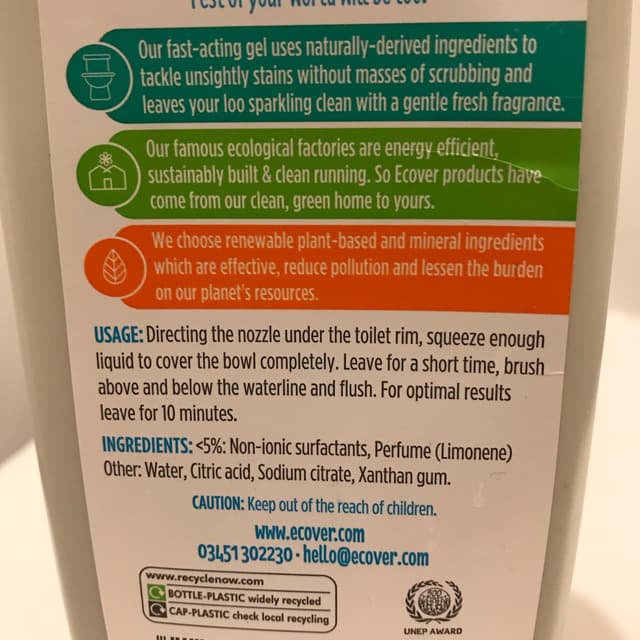 rest of your world will be too.
Our fast-acting gel uses naturally-derived ingredients to
tackle unsightly stains without masses of scrubbing and
leaves your loo sparkling clean with a gentle fresh fragrance.
Our famous ecological factories are energy efficient,
sustainably built & clean running. So Ecover products have
come from our clean, green home to yours.
We choose renewable plant-based and mineral ingredients
which are effective, reduce pollution and lessen the burden
on our planet's resources.
USAGE: Directing the nozzle under the toilet rim, squeeze enough
liquid to cover the bowl completely. Leave for a short time, brush
above and below the waterline and flush. For optimal results
leave for 10 minutes.
INGREDIENTS: <5%: Non-ionic surfactants, Perfume (Limonene)
Other: Water, Citric acid, Sodium citrate, Xanthan gum.
CAUTION: Keep out of the reach of children.
www.ecover.com
03451302230 · hello@ecover.com
www.recyclenow.com
BOTTLE-PLASTIC widely recycled
CAP-PLASTIC check local recycling
UNEP AWARD